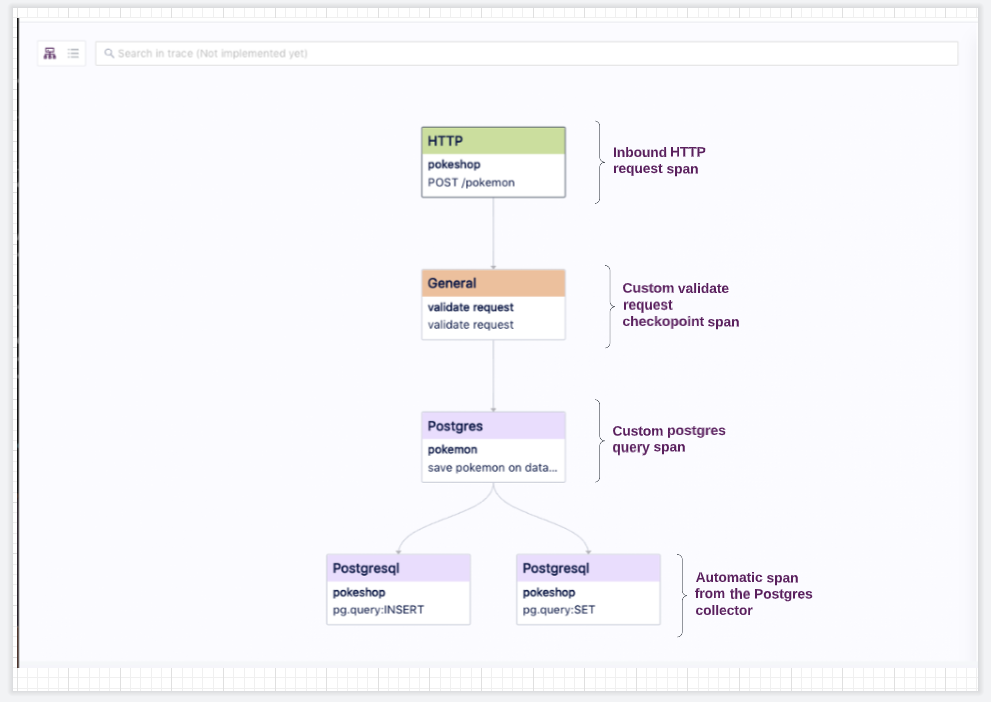 Search in trace (Not implemented yet)
HTTP
pokeshop
POST /pokemon
Inbound HTTP
request span
General
validate request
validate request
Custom validate
request
checkopoint span
Postgres
pokemon
save pokemon on data...
Custom postgres
query span
Postgresql
pokeshop
pg.query:INSERT
Postgresql
pokeshop
pg.query:SET
Automatic span
from the Postgres
collector